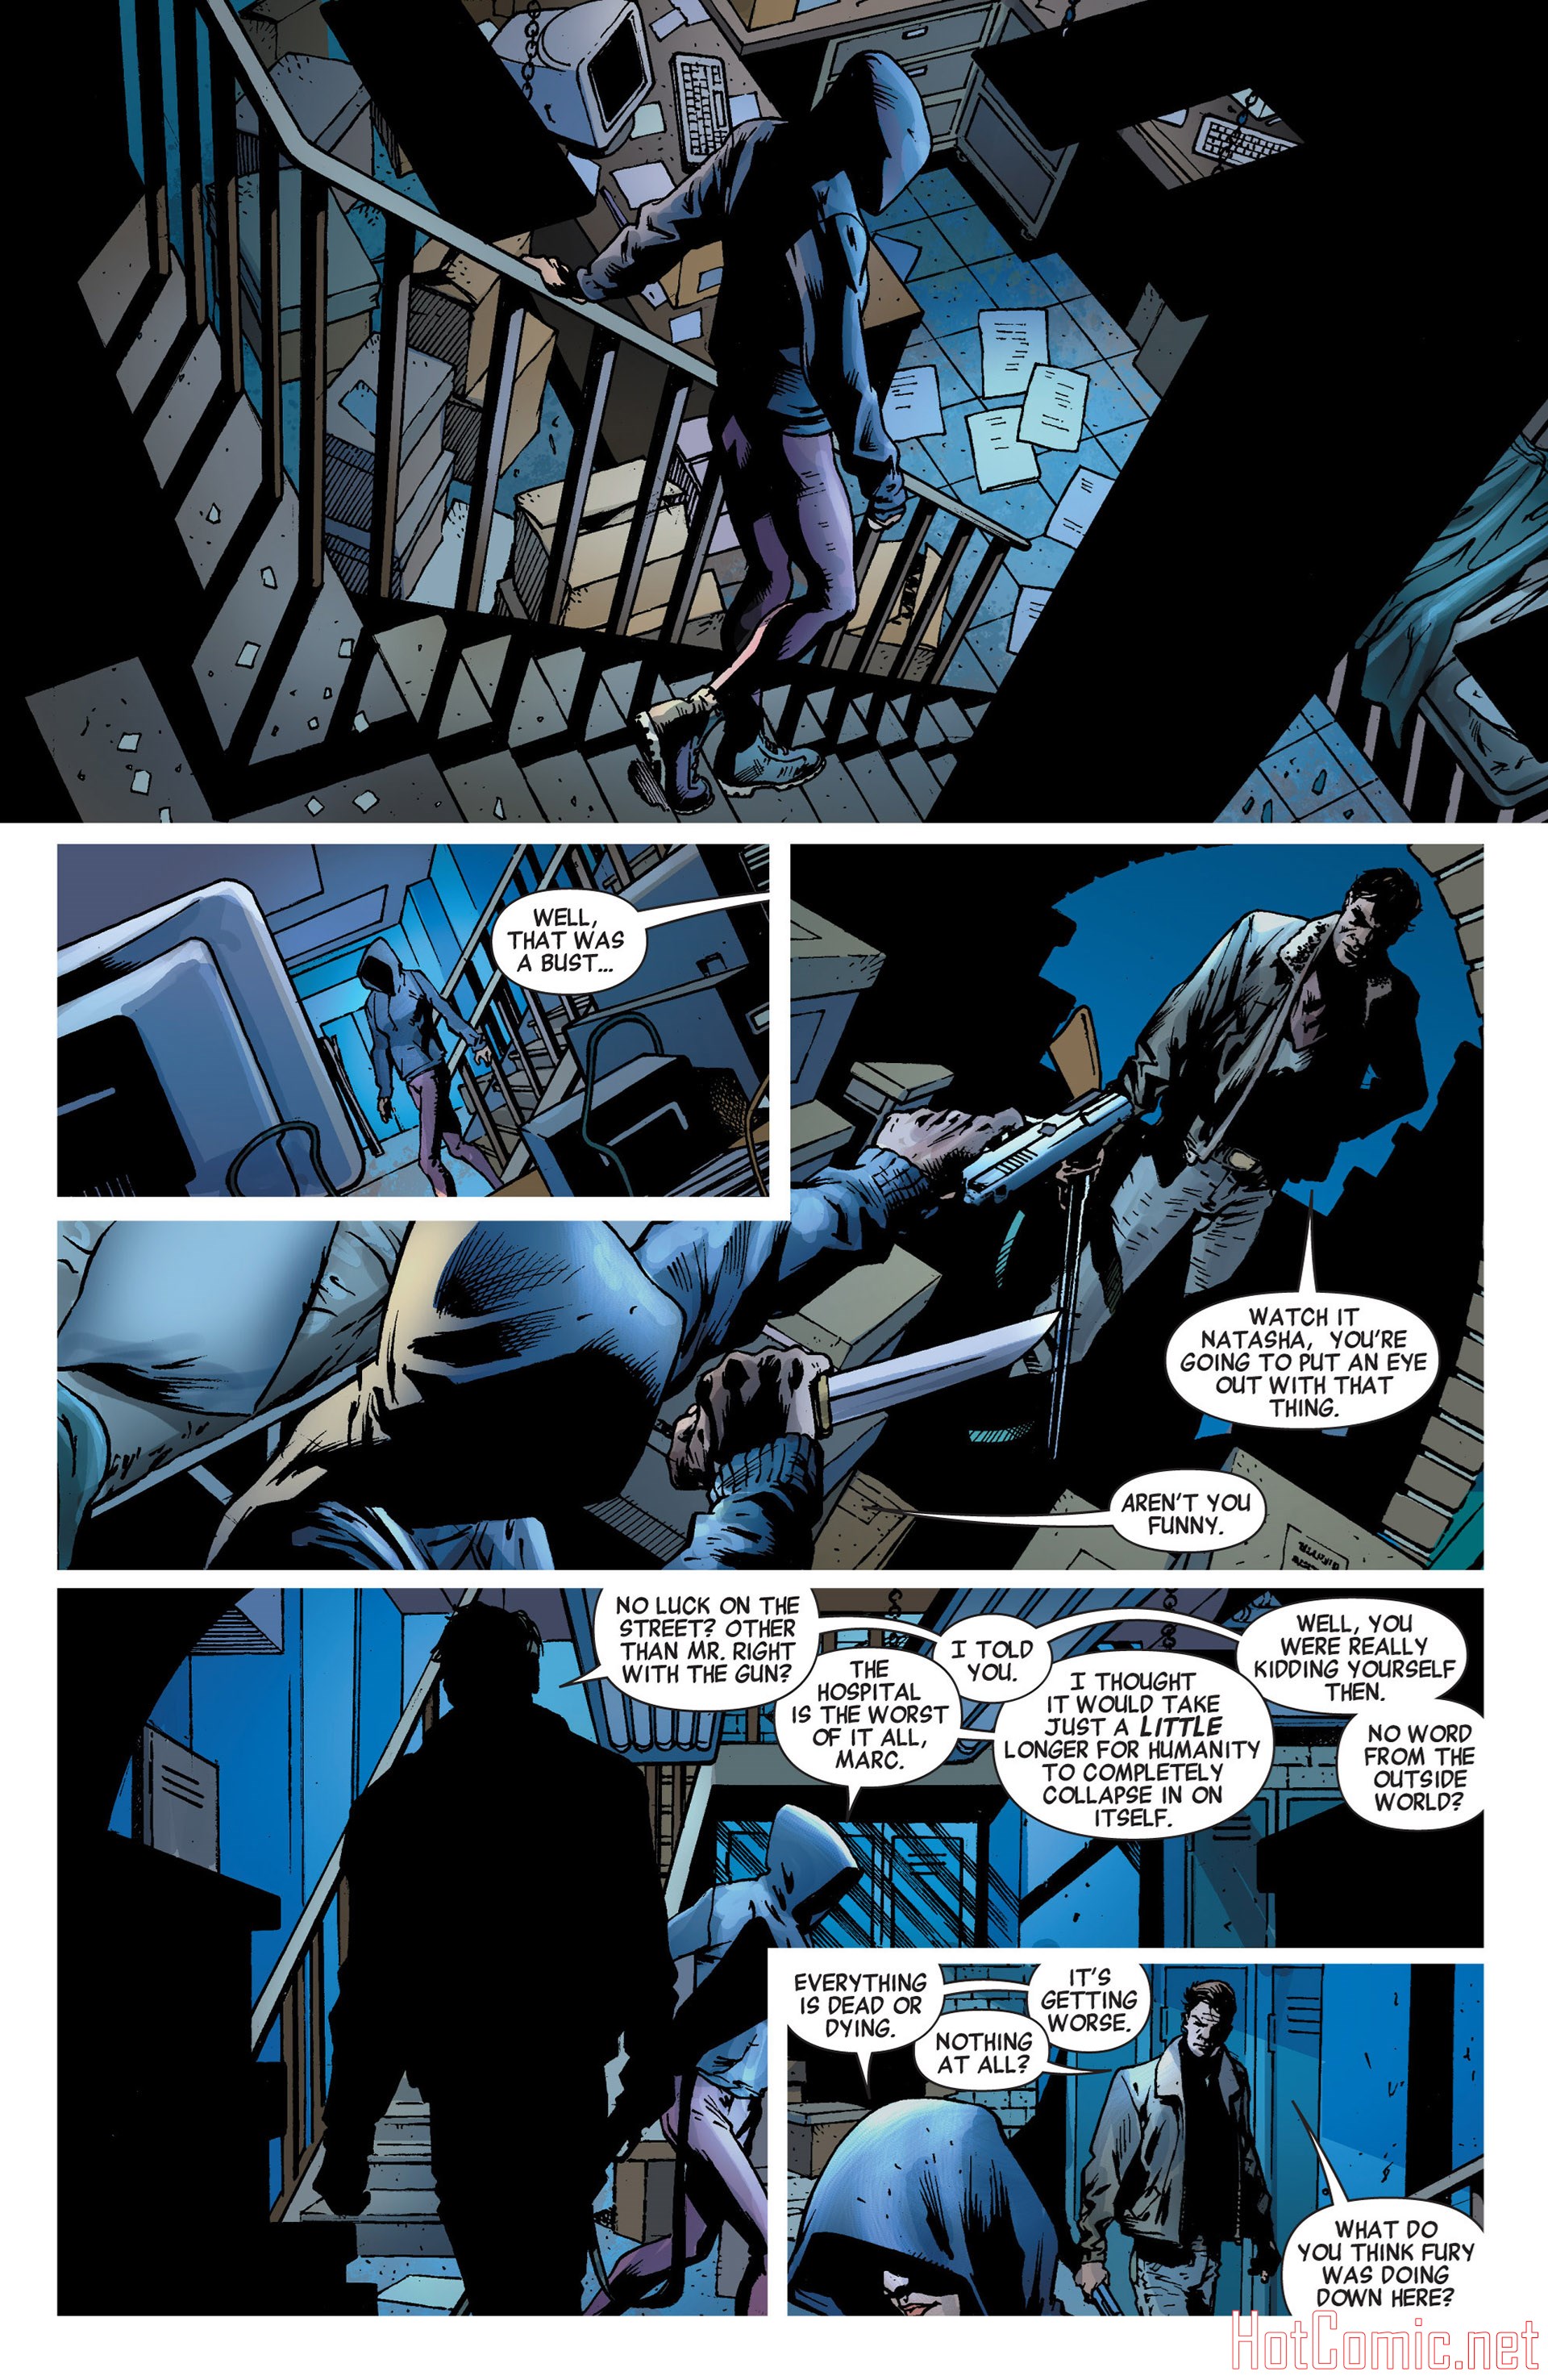 WELL,
THAT WAS
A BUST...
WATCH IT
NATASHA, YOU'RE
GOING TO PUT AN EYE
OUT WITH THAT
THING.
AREN'T YOU
FUNNY.
NO LUCK ON THE
STREET? OTHER
THAN MR. RIGHT
WITH THE GUN?
THE
HOSPITAL
IS THE WORST
OF IT ALL,
MARC.
I TOLD
YOU.
I THOUGHT
IT WOULD TAKE
JUST A LITTLE
LONGER FOR HUMANITY
TO COMPLETELY
COLLAPSE IN ON
ITSELF.
WELL, YOU
WERE REALLY
KIDDING YOURSELF
THEN.
NO WORD
FROM THE
OUTSIDE
WORLD?
EVERYTHING
IS DEAD OR
DYING.
NOTHING
AT ALL?
IT'S
GETTING
WORSE.
WHAT DO
YOU THINK FURY
WAS DOING
DOWN HERE?
HotComic.net